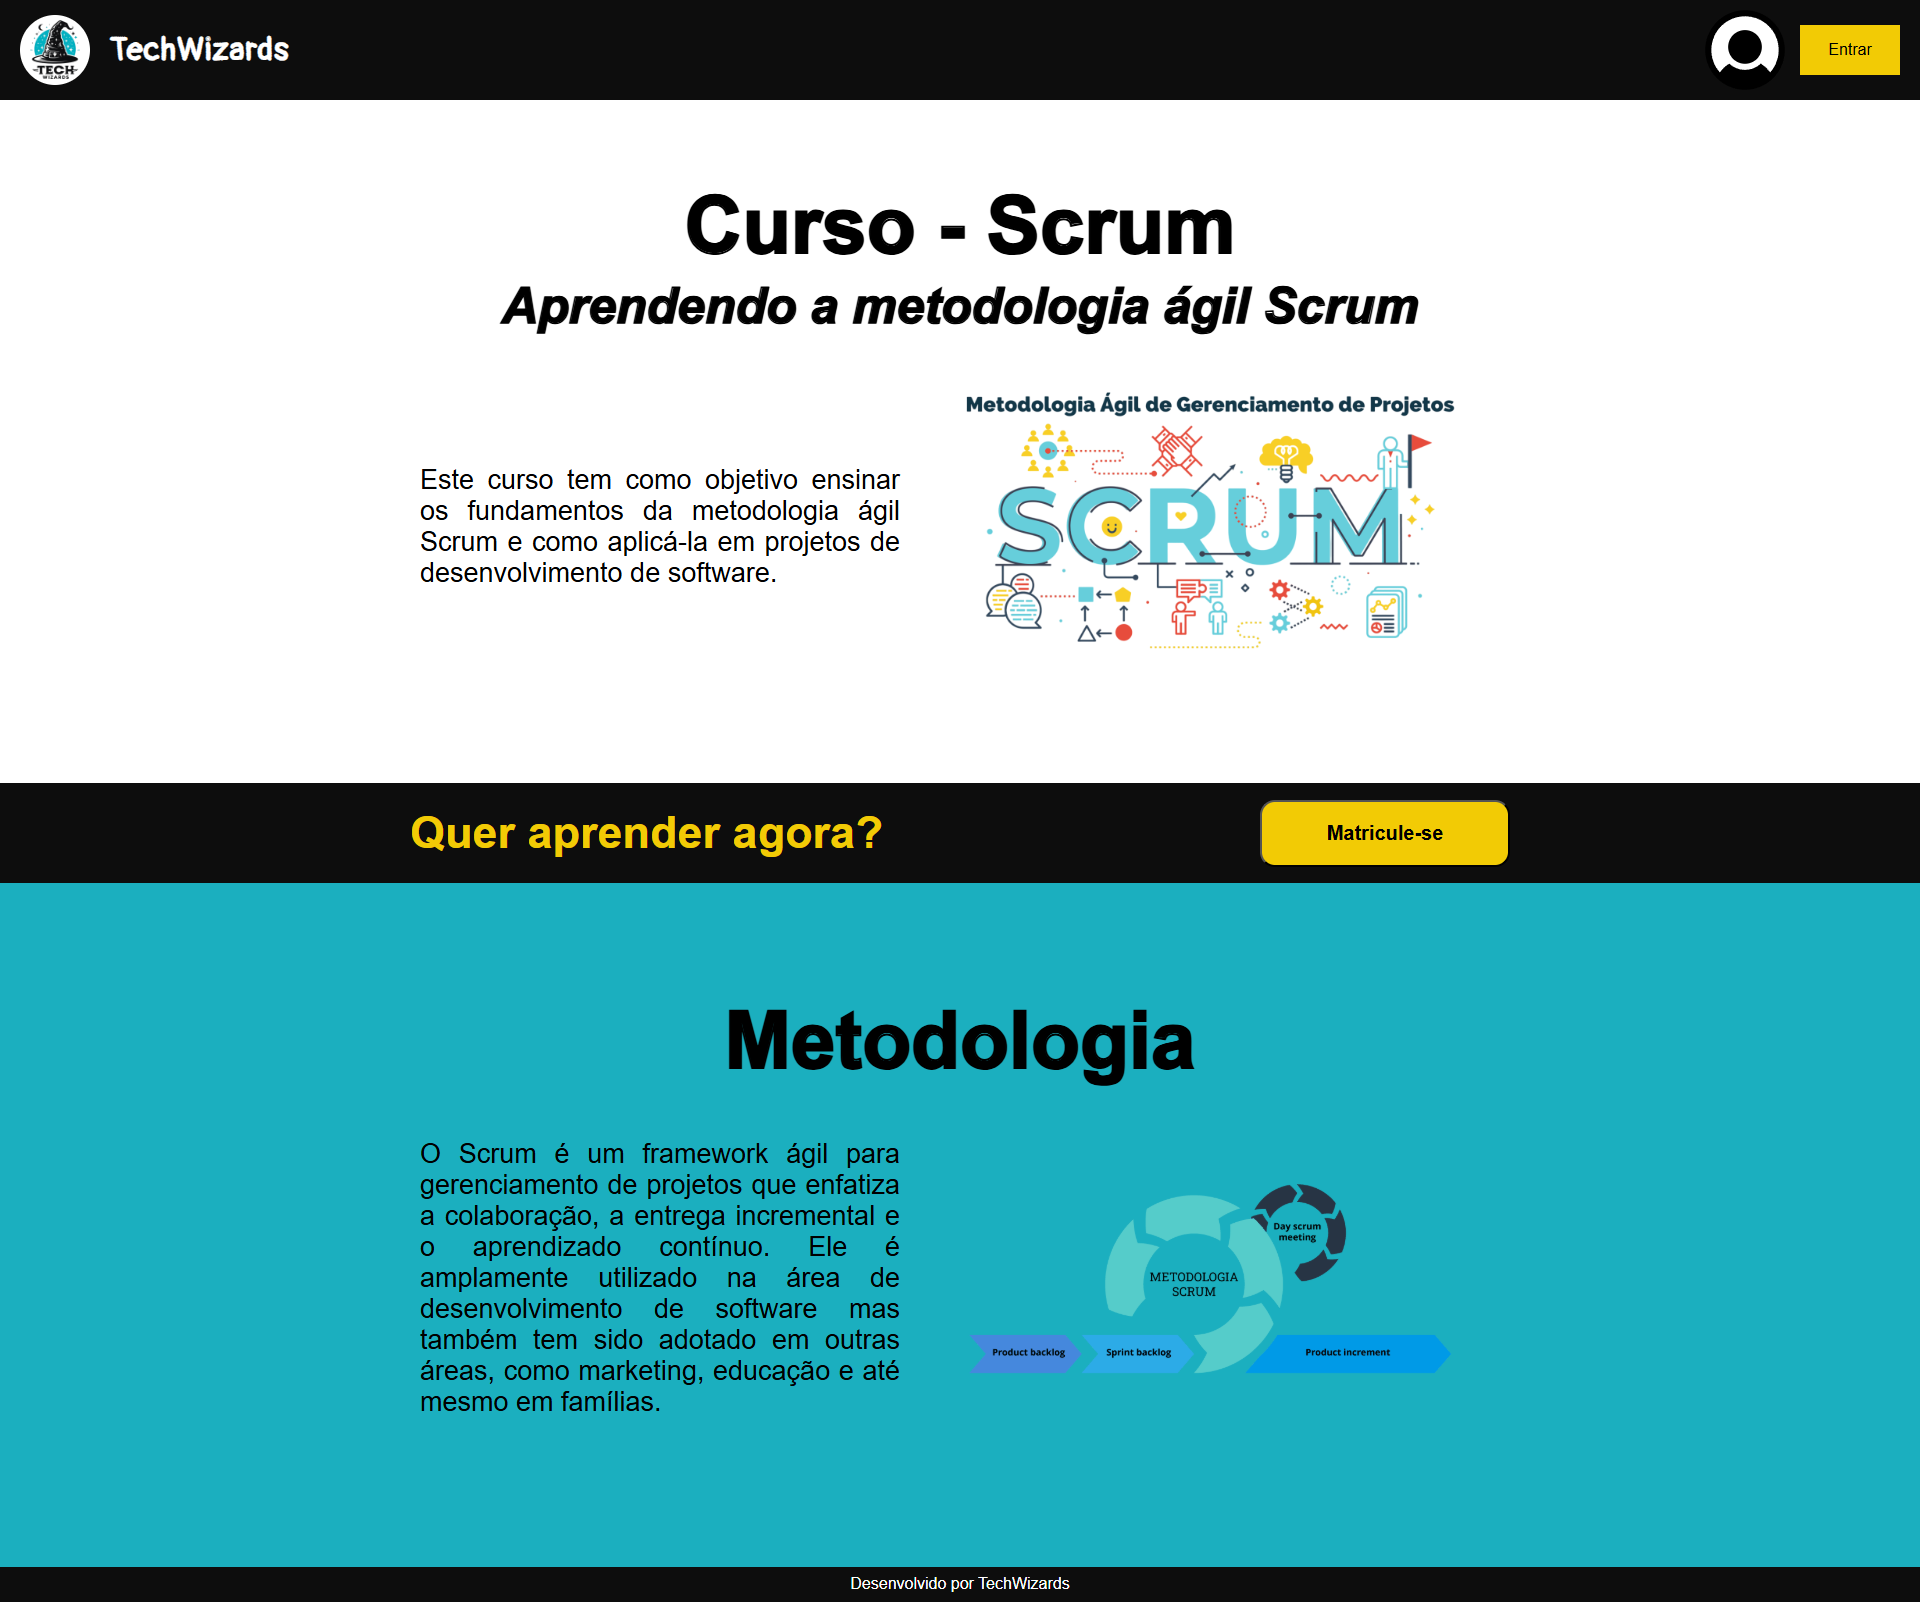 TECH
WIZARDS
TechWizards
Entrar
Curso - Scrum
Aprendendo a metodologia ágil Scrum
Este curso tem como objetivo ensinar
os fundamentos da metodologia ágil
Scrum e como aplicá-la em projetos de
desenvolvimento de software.
Metodologia Ágil de Gerenciamento de Projetos
SCRUM
Quer aprender agora?
Matricule-se
Metodologia
O Scrum é um framework ágil para
gerenciamento de projetos que enfatiza
a colaboração, a entrega incremental e
o aprendizado contínuo. Ele é
amplamente utilizado na área de
desenvolvimento de software mas
também tem sido adotado em outras
áreas, como marketing, educação e até
mesmo em famílias.
Day scrum
meeting
METODOLOGIA
SCRUM
Product backlog
Sprint backlog
Product increment
Desenvolvido por TechWizards